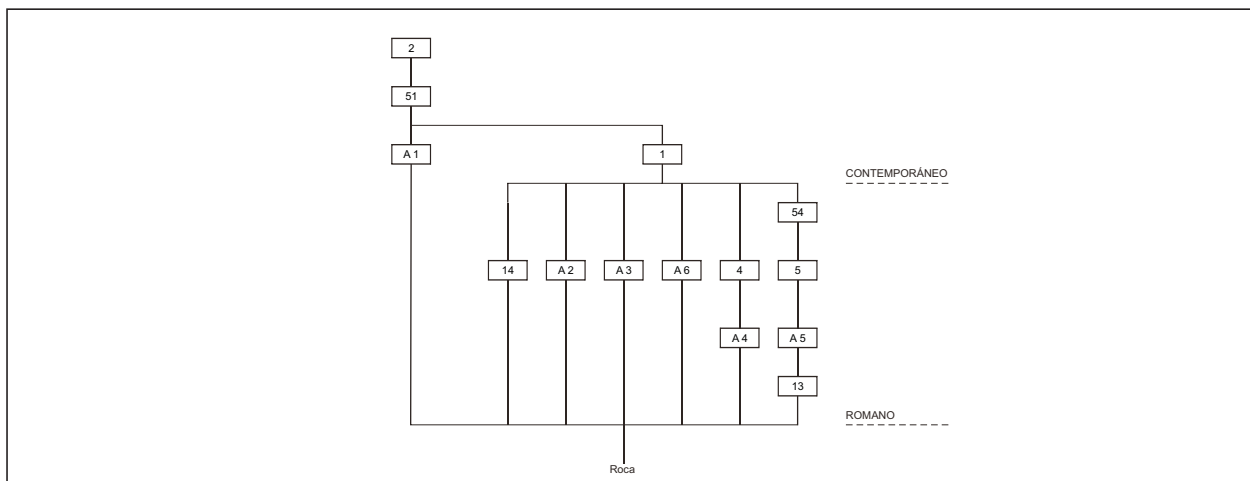 2
51
A 1
1
CONTEMPORÁNEO
54
14
A 2
A 3
A 6
4
5
A 4
A 5
13
ROMANO
Roca